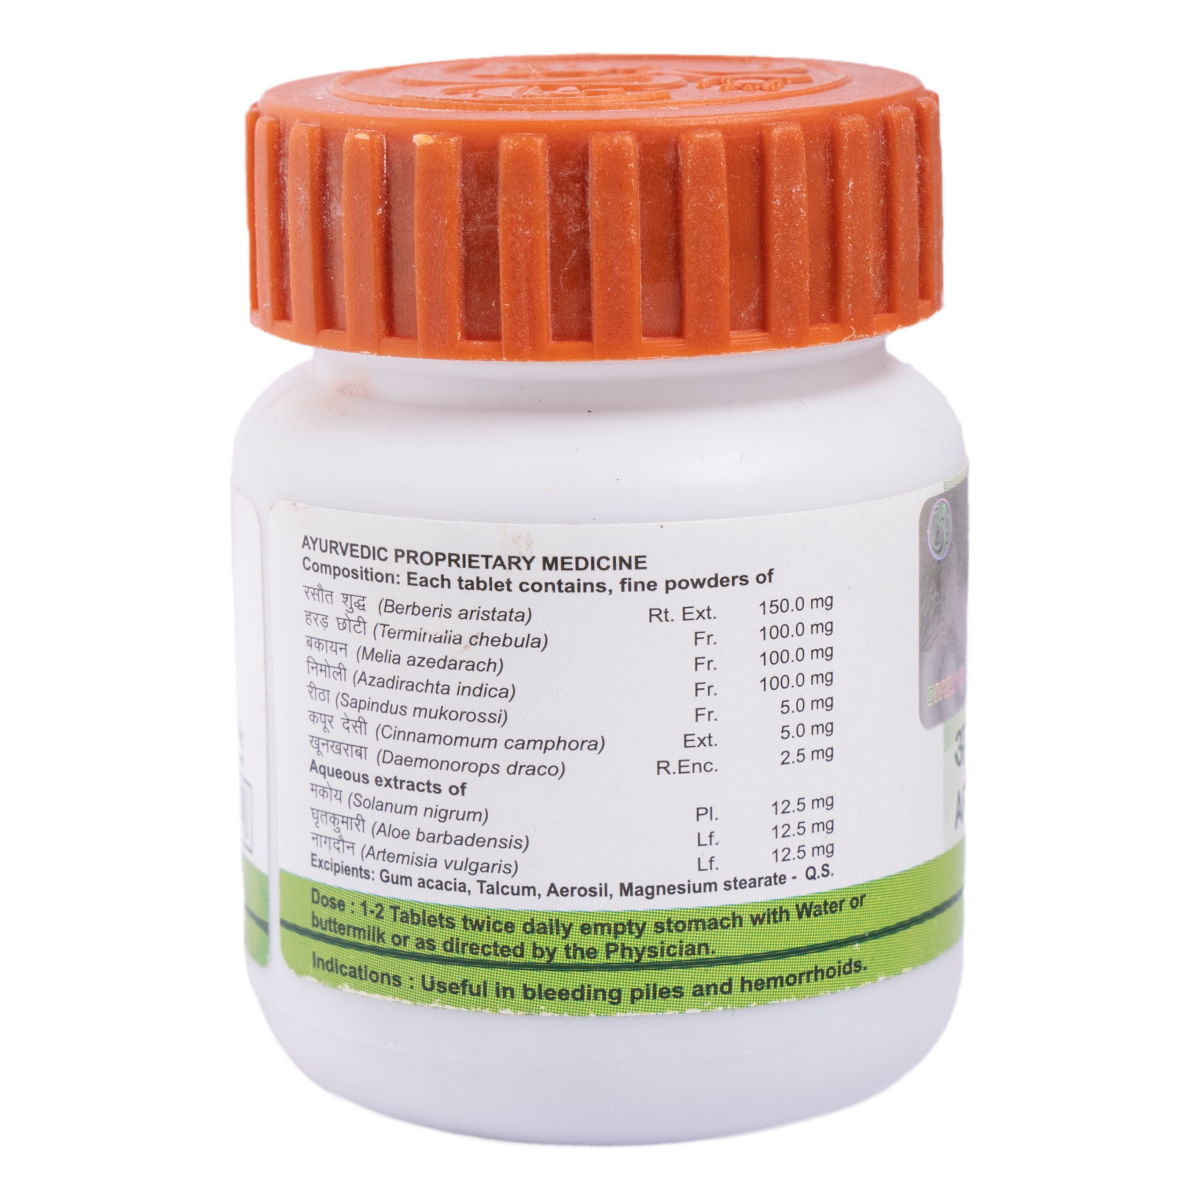 AYURVEDIC PROPRIETARY MEDICINE
Composition: Each tablet contains, fine powders of
रसौत शुद्ध (Berberis aristata) Rt. Ext. 150.0 mg
हरड़ छोटी (Terminalia chebula) Fr. 100.0 mg
बकायन (Melia azedarach) Fr. 100.0 mg
निमोली (Azadirachta indica) Fr. 100.0 mg
रीठा (Sapindus mukorossi) Fr. 5.0 mg
कपूर देसी (Cinnamomum camphora) Ext. 5.0 mg
खूनखराबा (Daemonorops draco) R.Enc. 2.5 mg
Aqueous extracts of
मकोय (Solanum nigrum) Pl. 12.5 mg
घृतकुमारी (Aloe barbadensis) Lf. 12.5 mg
नागदौन (Artemisia vulgaris) Lf. 12.5 mg
Excipients: Gum acacia, Talcum, Aerosil, Magnesium stearate - Q.S.
Dose : 1-2 Tablets twice daily empty stomach with Water or
buttermilk or as directed by the Physician.
Indications : Useful in bleeding piles and hemorrhoids.